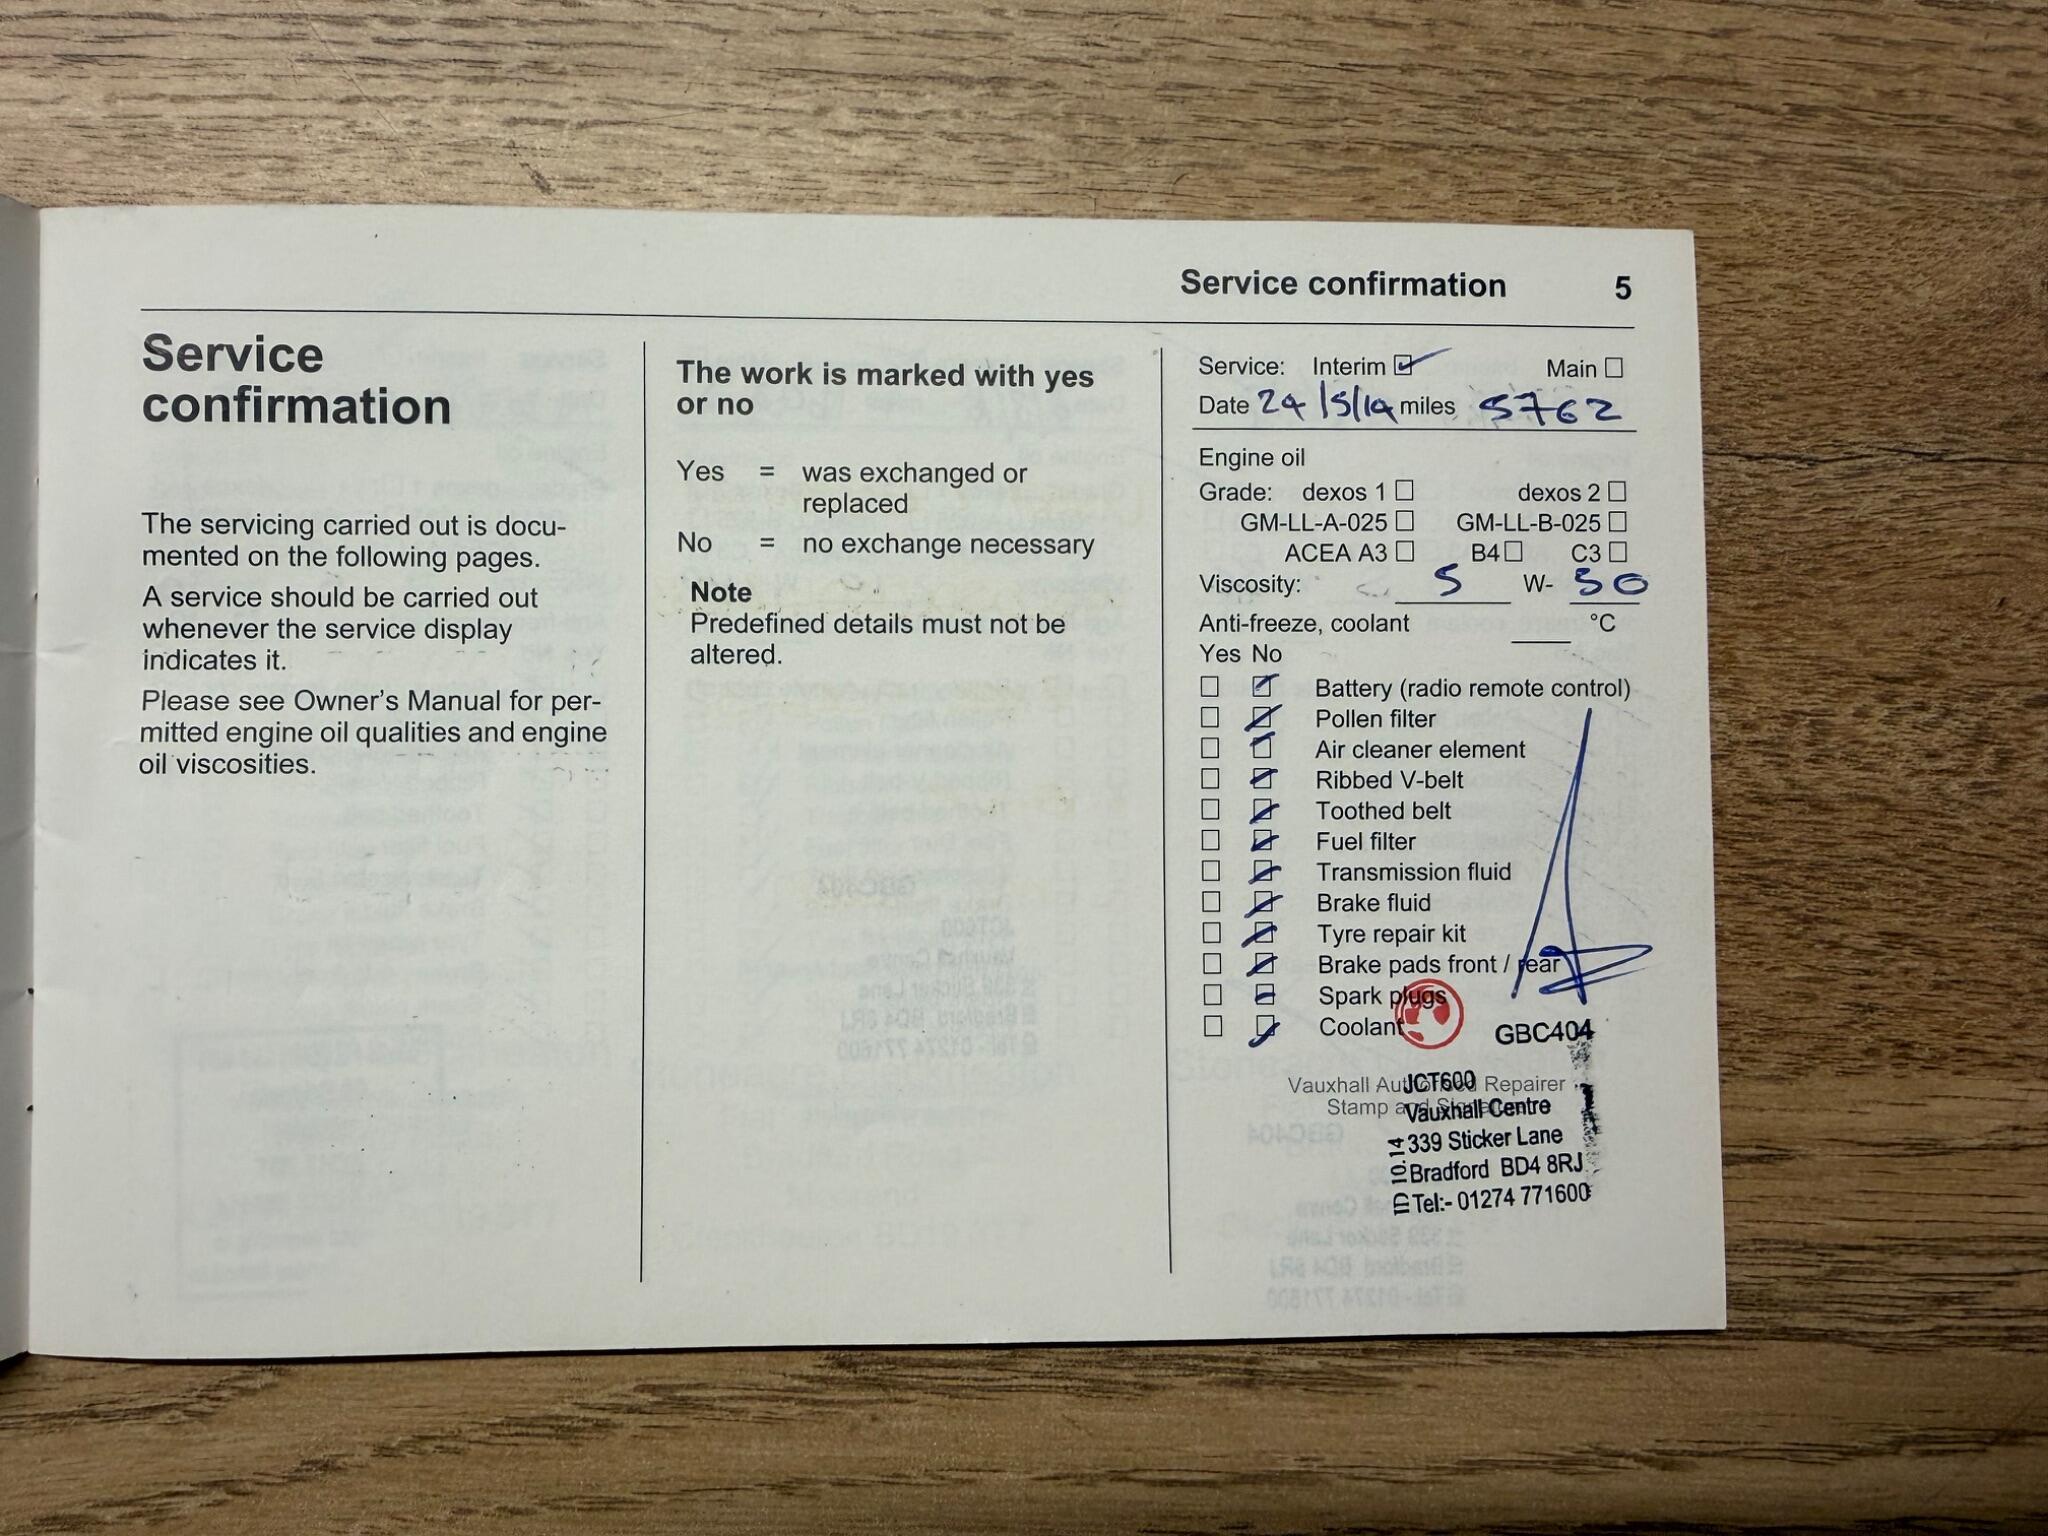 Service confirmation 5
Service
confirmation
The servicing carried out is docu-
mented on the following pages.
A service should be carried out
whenever the service display
indicates it.
Please see Owner's Manual for per-
mitted engine oil qualities and engine
oil viscosities.
The work is marked with yes
or no
Yes = was exchanged or
replaced
No = no exchange necessary
Note
Predefined details must not be
altered.
Service: Interim Main
Date 24/5/14 miles 5762
Engine oil
Grade: dexos 1 dexos 2
GM-LL-A-025 GM-LL-B-025
ACEA A3 B4 C3
Viscosity: 5 W- 30
Anti-freeze, coolant °C
Yes No
Battery (radio remote control)
Pollen filter
Air cleaner element
Ribbed V-belt
Toothed belt
Fuel filter
Transmission fluid
Brake fluid
Tyre repair kit
Brake pads front / rear
Spark plugs
Coolant
GBC404
Vauxhall Authorised Repairer
Stamp and Signature
JCT600
Vauxhall Centre
339 Sticker Lane
Bradford BD4 8RJ
Tel:- 01274 771600
ID 10.14